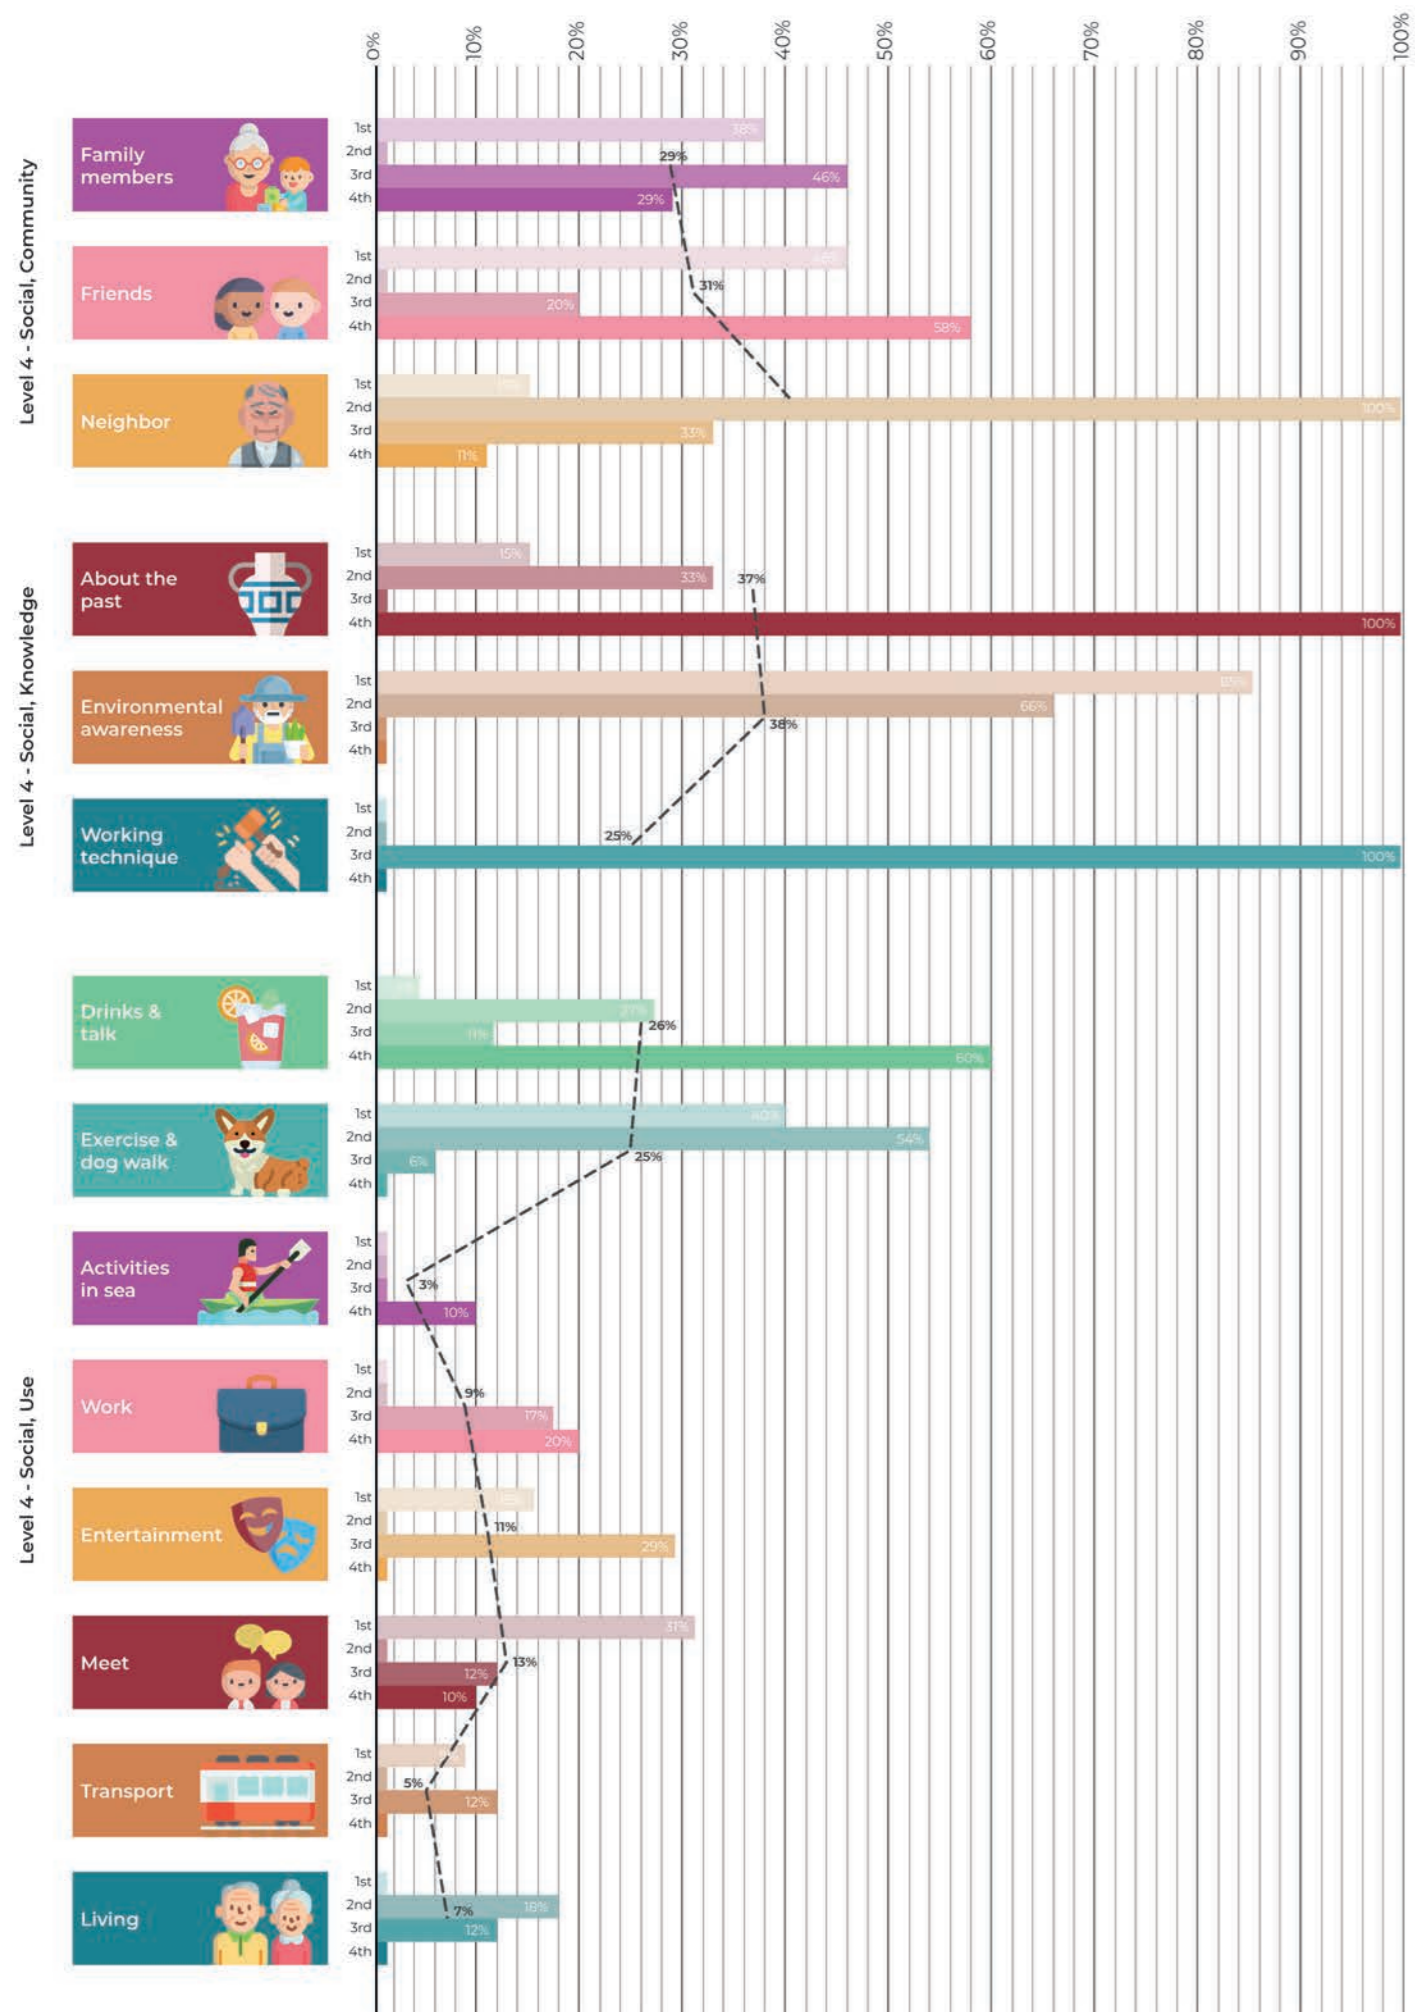 0% 10% 20% 30% 40% 50% 60% 70% 80% 90% 100%
Level 4 - Social, Community
Family
members
1st 38%
2nd
29%
3rd 46%
4th 29%
Friends
1st
2nd
31%
3rd 20%
4th 58%
Neighbor
1st
2nd 100%
3rd 33%
4th 11%
Level 4 - Social, Knowledge
About the
past
1st 15%
2nd 33%
37%
3rd
4th 100%
Environmental
awareness
1st 85%
2nd 66%
38%
3rd
4th
Working
technique
1st
2nd
25%
3rd 100%
4th
Level 4 - Social, Use
Drinks &
talk
1st
2nd 27%
26%
3rd 11%
4th 60%
Exercise &
dog walk
1st 40%
2nd 54%
25%
3rd 6%
4th
Activities
in sea
1st
2nd
3%
3rd
4th 10%
Work
1st
2nd
9%
3rd 17%
4th 20%
Entertainment
1st
2nd
11%
3rd 29%
4th
Meet
1st 31%
2nd
13%
3rd 12%
4th 10%
Transport
1st
2nd
5%
3rd 12%
4th
Living
1st
2nd 18%
7%
3rd 12%
4th